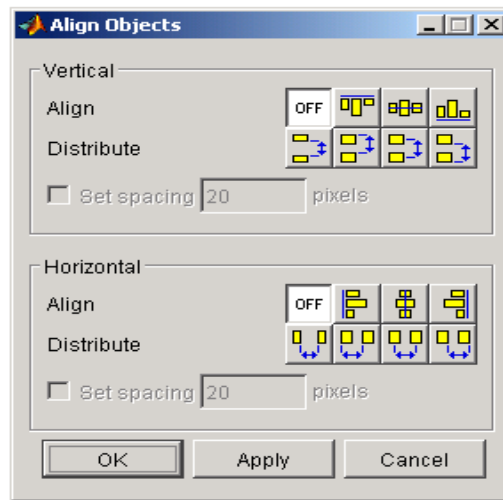 Align Objects
Vertical
Align OFF
Distribute
Set spacing 20 pixels
Horizontal
Align OFF
Distribute
Set spacing 20 pixels
OK Apply Cancel